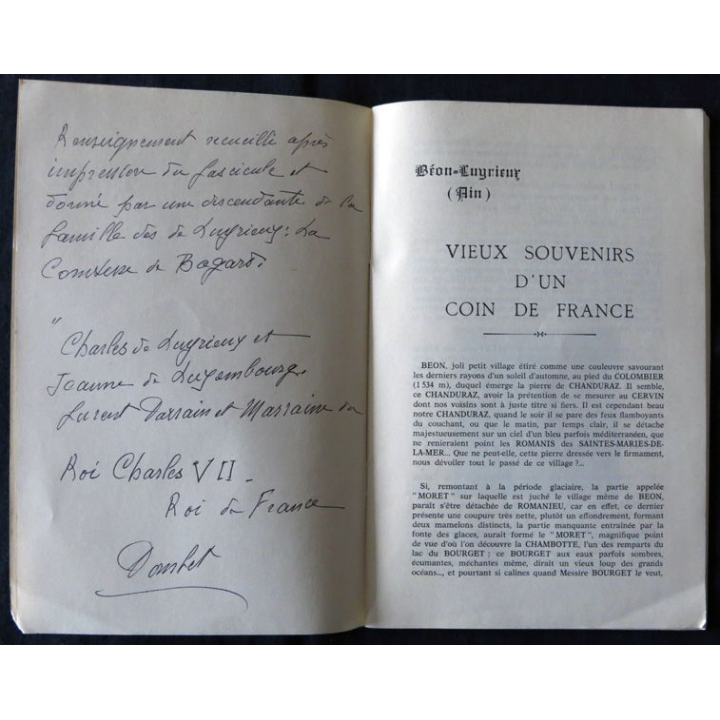 Renseignement recueilli après
impression du fascicule et
donné par une descendante de la
famille des de Luyrieux : La
Comtesse de Bogard.
"Charles de Luyrieux et
Jeanne de Luxembourg,
furent Parrain et Marraine du
Roi Charles VII -
Roi de France
Béon-Luyrieux
(Ain)
VIEUX SOUVENIRS
D'UN
COIN DE FRANCE
BEON, joli petit village étiré comme une couleuvre savourant
les derniers rayons d'un soleil d'automne, au pied du COLOMBIER
(1 534 m), duquel émerge la pierre de CHANDURAZ. Il semble,
ce CHANDURAZ, avoir la prétention de se mesurer au CERVIN
dont nos voisins sont à juste titre si fiers. Il est cependant beau
notre CHANDURAZ, quand le soir il se pare des feux flamboyants
du couchant, ou que le matin, par temps clair, il se détache
majestueusement sur un ciel d'un bleu parfois méditerranéen, que
ne renieraient point les ROMANIS des SAINTES-MARIES-DE-
LA-MER... Que ne peut-elle, cette pierre dressée vers le firmament,
nous dévoiler tout le passé de ce village ?...
Si, remontant à la période glaciaire, la partie appelée
"MORET" sur laquelle est juché le village même de BEON,
paraît s'être détachée de ROMANIEU, car en effet, ce dernier
présente une coupure très nette, plutôt un effondrement, formant
deux mamelons distincts, la partie manquante entraînée par la
fonte des glaces, aurait formé le "MORET", magnifique point
de vue d'où l'on découvre la CHAMBOTTE, l'un des remparts du
lac du BOURGET ; ce BOURGET aux eaux parfois sombres,
écumantes, méchantes même, dirait un vieux loup des grands
océans..., et pourtant si calines quand Messire BOURGET le veut,